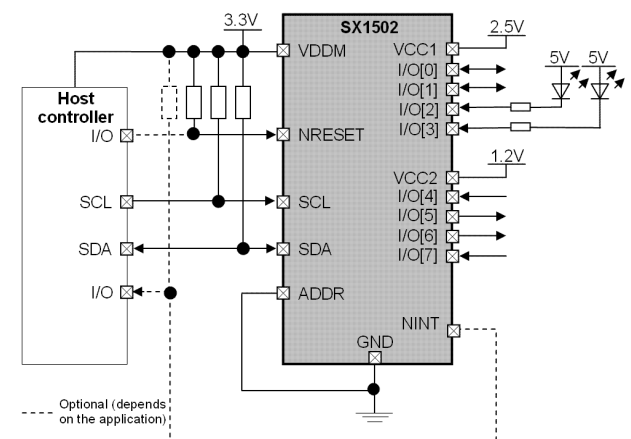 3.3V
SX1502
VDDM
VCC1
2.5V
I/O[0]
I/O[1]
I/O[2]
I/O[3]
5V
5V
Host
controller
I/O
NRESET
VCC2
1.2V
I/O[4]
I/O[5]
I/O[6]
I/O[7]
SCL
SCL
SDA
SDA
I/O
ADDR
NINT
GND
Optional (depends
on the application)